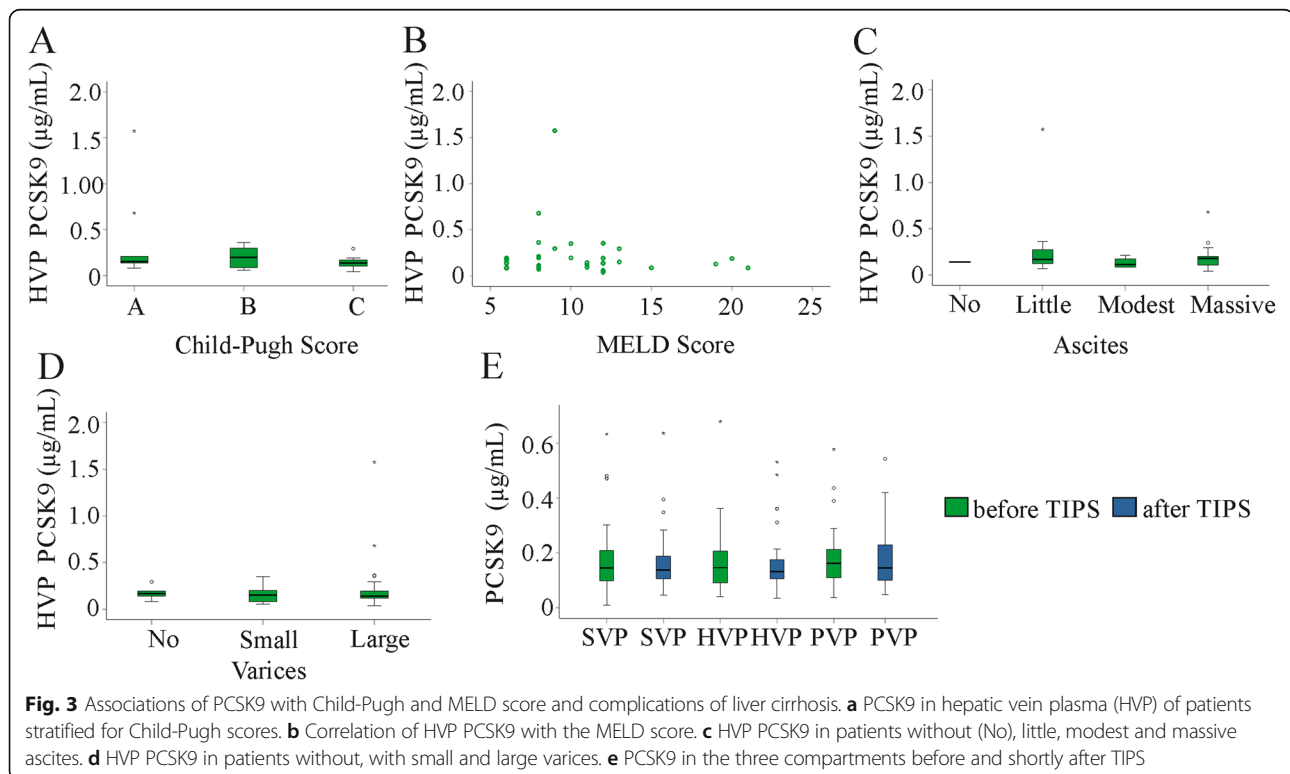 A
HVP PCSK9 (µg/mL)
2.0
1.5
1.00
0.5
0
A B C
Child-Pugh Score
B
HVP PCSK9 (µg/mL)
2.0
1.5
1.0
0.5
0
5 10 15 20 25
MELD Score
C
HVP PCSK9 (µg/mL)
2.0
1.5
1.0
0.5
0
No Little Modest Massive
Ascites
D
HVP PCSK9 (µg/mL)
2.0
1.5
1.0
0.5
0
No Small Large
Varices
E
PCSK9 (µg/mL)
0.6
0.4
0.2
0
SVP SVP HVP HVP PVP PVP
before TIPS after TIPS
Fig. 3 Associations of PCSK9 with Child-Pugh and MELD score and complications of liver cirrhosis. a PCSK9 in hepatic vein plasma (HVP) of patients
stratified for Child-Pugh scores. b Correlation of HVP PCSK9 with the MELD score. c HVP PCSK9 in patients without (No), little, modest and massive
ascites. d HVP PCSK9 in patients without, with small and large varices. e PCSK9 in the three compartments before and shortly after TIPS